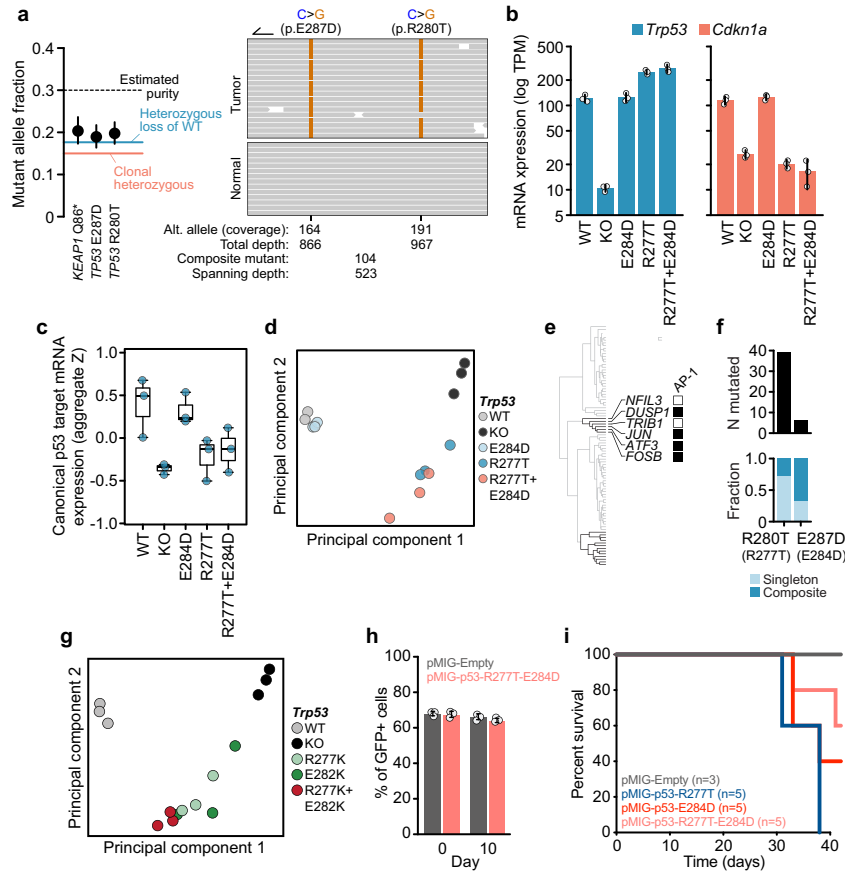 a
C>G
(p.E287D)
C>G
(p.R280T)
Mutant allele fraction
0.4
0.3
0.2
0.1
0
Estimated
purity
Heterozygous
loss of WT
Clonal
heterozygous
KEAP1 Q86*
TP53 E287D
TP53 R280T
Tumor
Normal
Alt. allele (coverage): 164 191
Total depth: 866 967
Composite mutant: 104
Spanning depth: 523
b
Trp53 Cdkn1a
mRNA xpression (log TPM)
500
100
50
20
10
5
WT
KO
E284D
R277T
R277T+E284D
WT
KO
E284D
R277T
R277T+E284D
c
Canonical p53 target mRNA
expression (aggregate Z)
1.0
0.5
0.0
-0.5
-1.0
WT
KO
E284D
R277T
R277T+E284D
d
Principal component 2
Principal component 1
Trp53
WT
KO
E284D
R277T
R277T+
E284D
e
AP-1
NFIL3
DUSP1
TRIB1
JUN
ATF3
FOSB
f
N mutated
40
30
20
10
0
Fraction
1.0
0.5
0
R280T E287D
(R277T) (E284D)
Singleton
Composite
g
Principal component 2
Principal component 1
Trp53
WT
KO
R277K
E282K
R277K+
E282K
h
pMIG-Empty
pMIG-p53-R277T-E284D
% of GFP+ cells
100
80
60
40
20
0
0 10
Day
i
Percent survival
100
80
60
40
20
0
pMIG-Empty (n=3)
pMIG-p53-R277T (n=5)
pMIG-p53-E284D (n=5)
pMIG-p53-R277T-E284D (n=5)
0 10 20 30 40
Time (days)